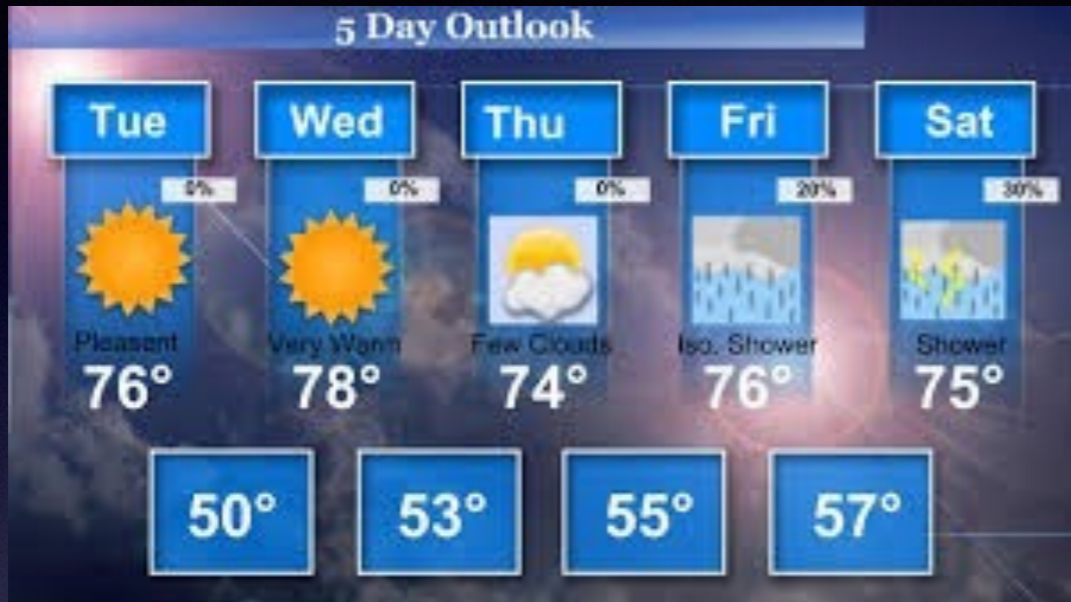 5 Day Outlook
Tue Wed Thu Fri Sat
0% 0% 0% 20% 30%
Pleasent Very Warm Few Clouds Iso. Shower Shower
76° 78° 74° 76° 75°
50° 53° 55° 57°